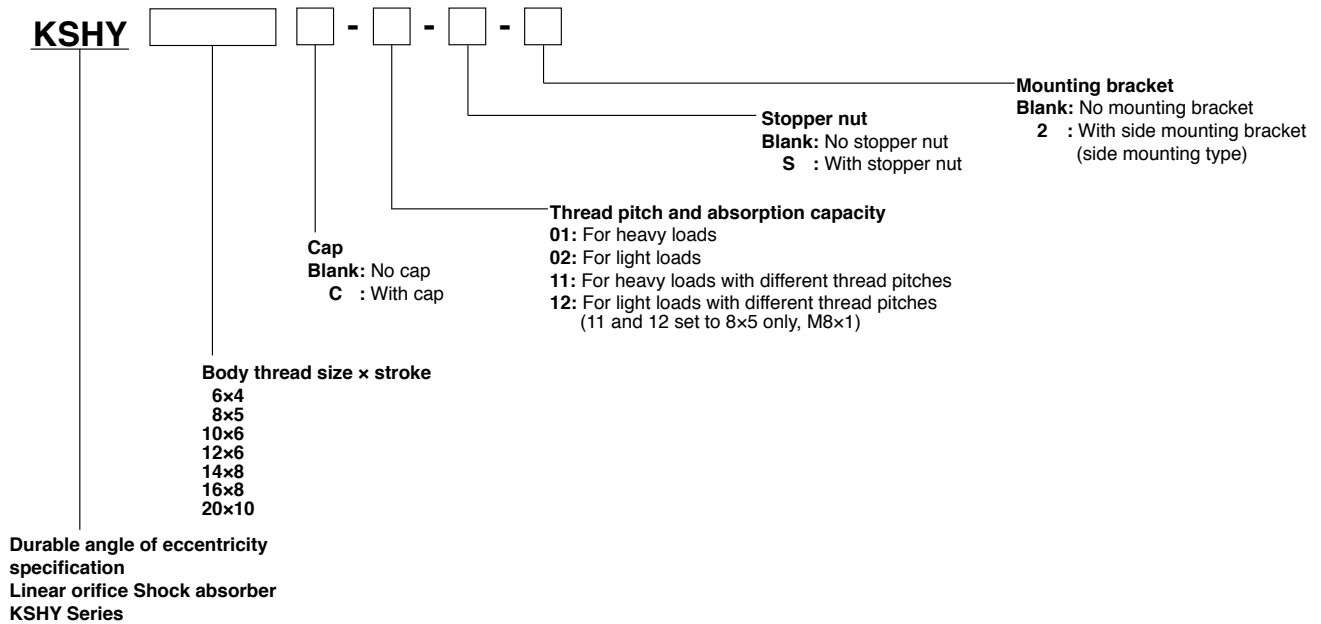 KSHY - - -
Mounting bracket
Blank: No mounting bracket
2 : With side mounting bracket
(side mounting type)
Stopper nut
Blank: No stopper nut
S : With stopper nut
Thread pitch and absorption capacity
01: For heavy loads
02: For light loads
11: For heavy loads with different thread pitches
12: For light loads with different thread pitches
(11 and 12 set to 8×5 only, M8×1)
Cap
Blank: No cap
C : With cap
Body thread size × stroke
6×4
8×5
10×6
12×6
14×8
16×8
20×10
Durable angle of eccentricity
specification
Linear orifice Shock absorber
KSHY Series